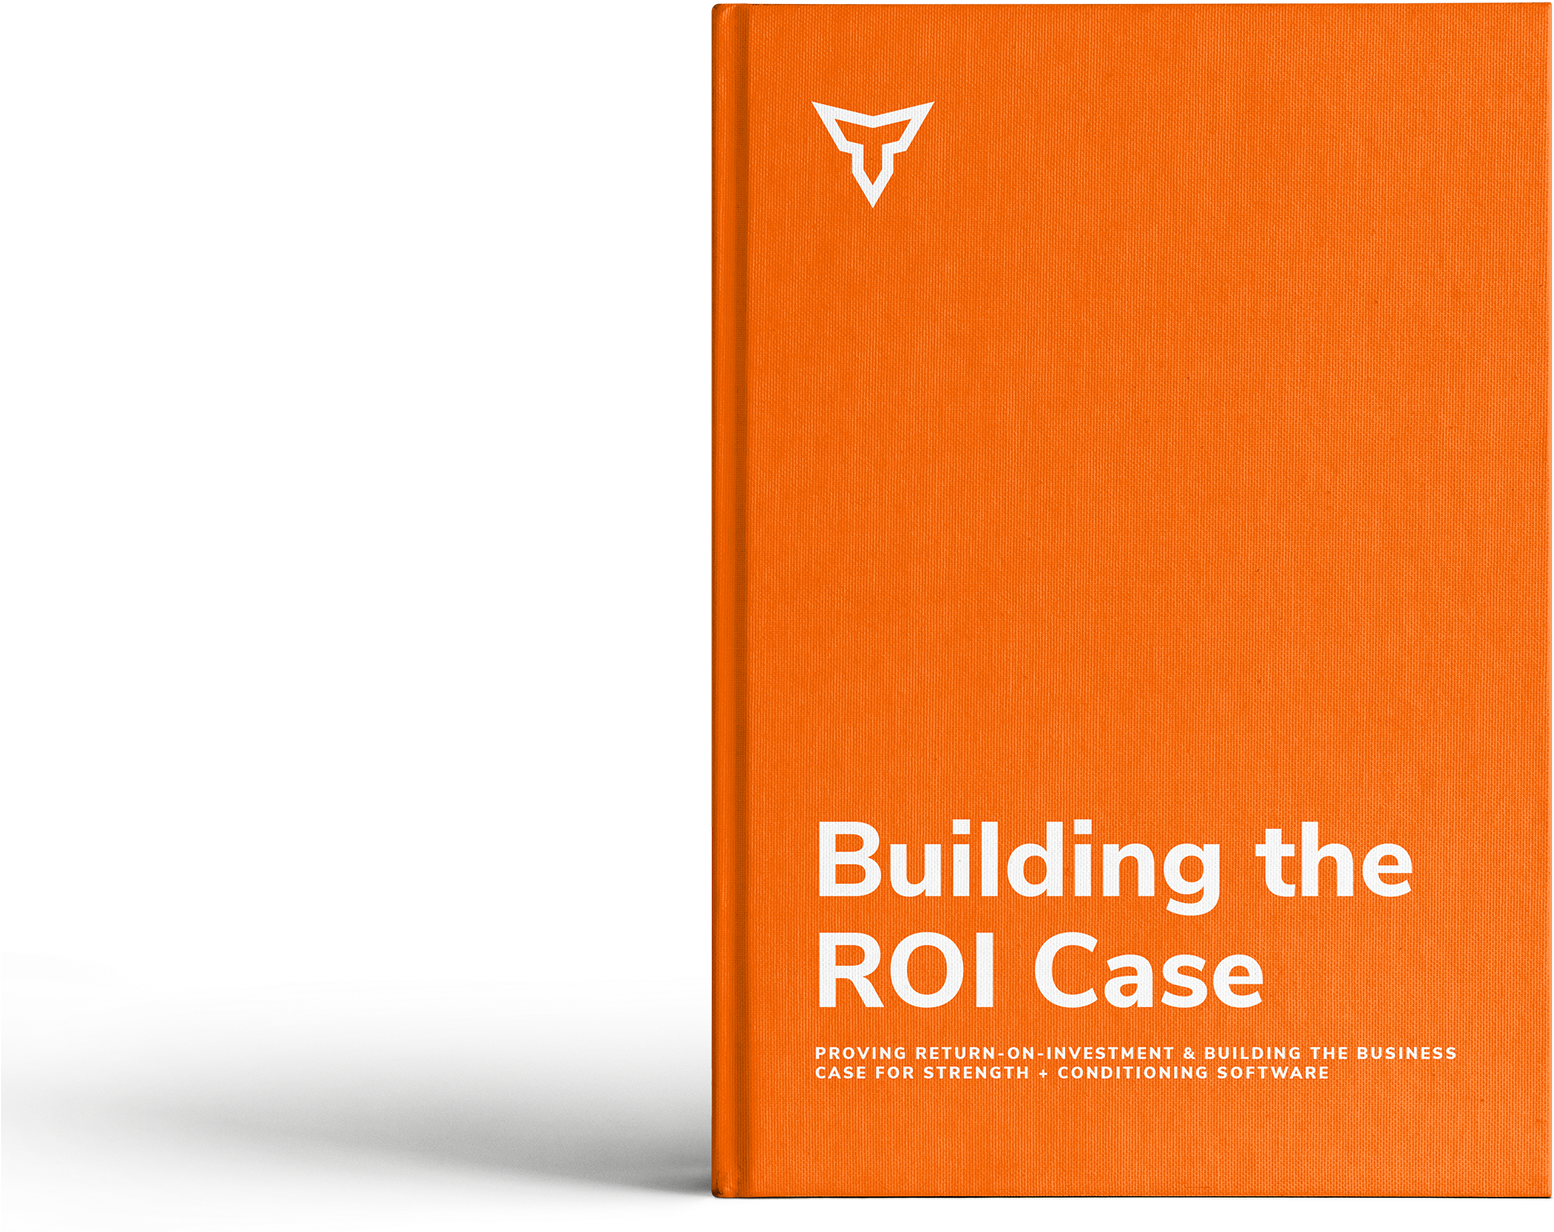 Building the
ROI Case
PROVING RETURN-ON-INVESTMENT & BUILDING THE BUSINESS
CASE FOR STRENGTH + CONDITIONING SOFTWARE